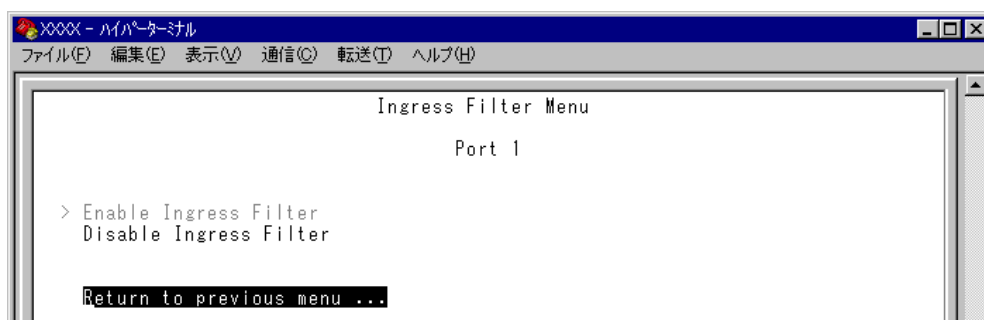 XXXX - ハイパーターミナル
ファイル(F) 編集(E) 表示(V) 通信(C) 転送(T) ヘルプ(H)
Ingress Filter Menu
Port 1
> Enable Ingress Filter
Disable Ingress Filter
Return to previous menu ...